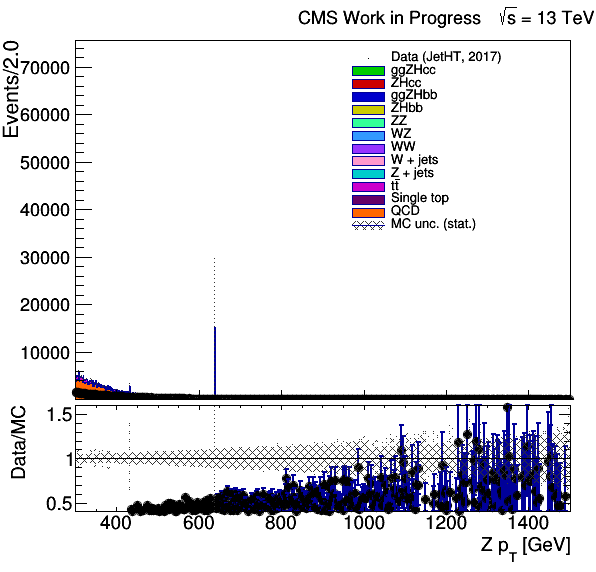 CMS Work in Progress √s = 13 TeV
Events/2.0
70000
60000
50000
40000
30000
20000
10000
Data (JetHT, 2017)
ggZHcc
ZHcc
ggZHbb
ZHbb
ZZ
WZ
WW
W + jets
Z + jets
tt̄
Single top
QCD
MC unc. (stat.)
Data/MC
1.5
1
0.5
400 600 800 1000 1200 1400
Z p_T [GeV]